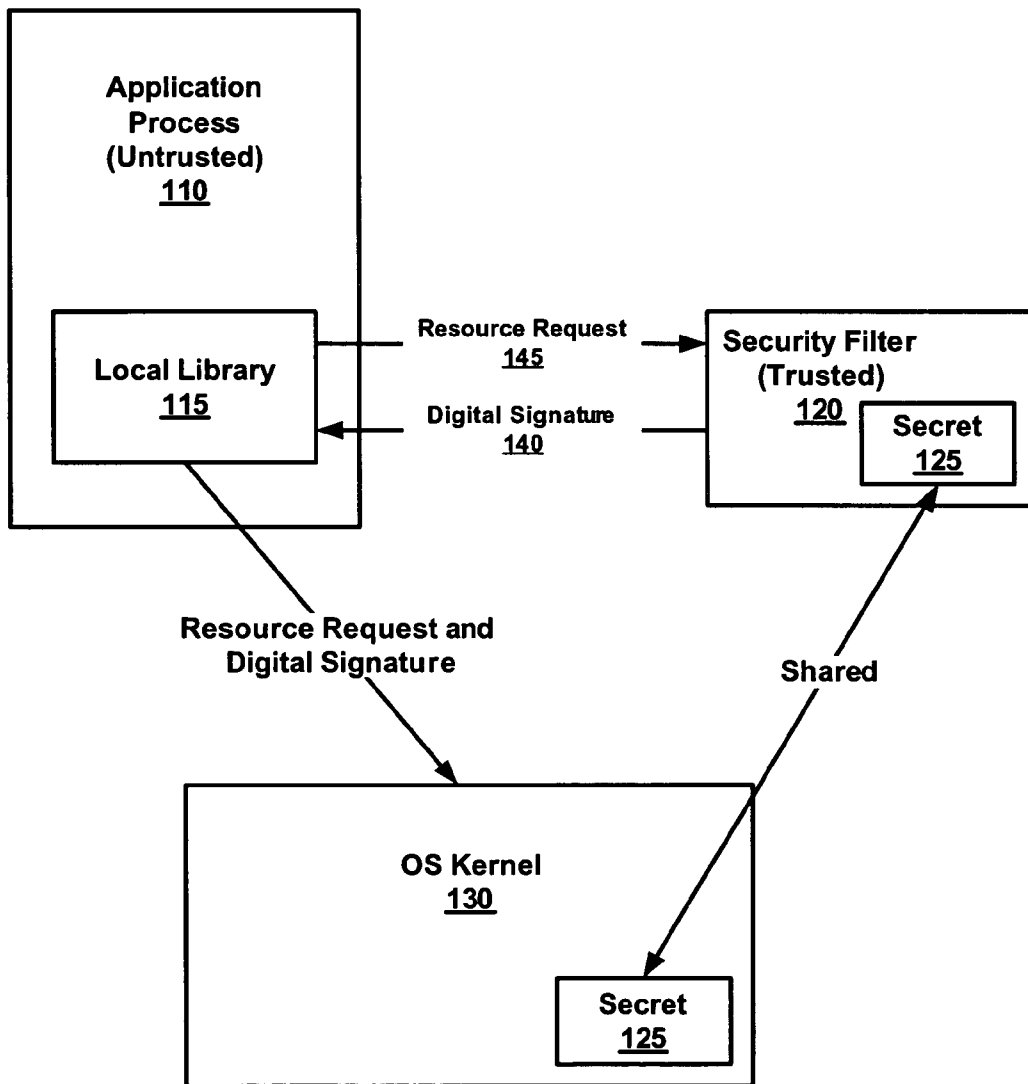 Application
Process
(Untrusted)
110
Local Library
115
Resource Request
145
Digital Signature
140
Security Filter
(Trusted)
120
Secret
125
Resource Request and
Digital Signature
Shared
OS Kernel
130
Secret
125